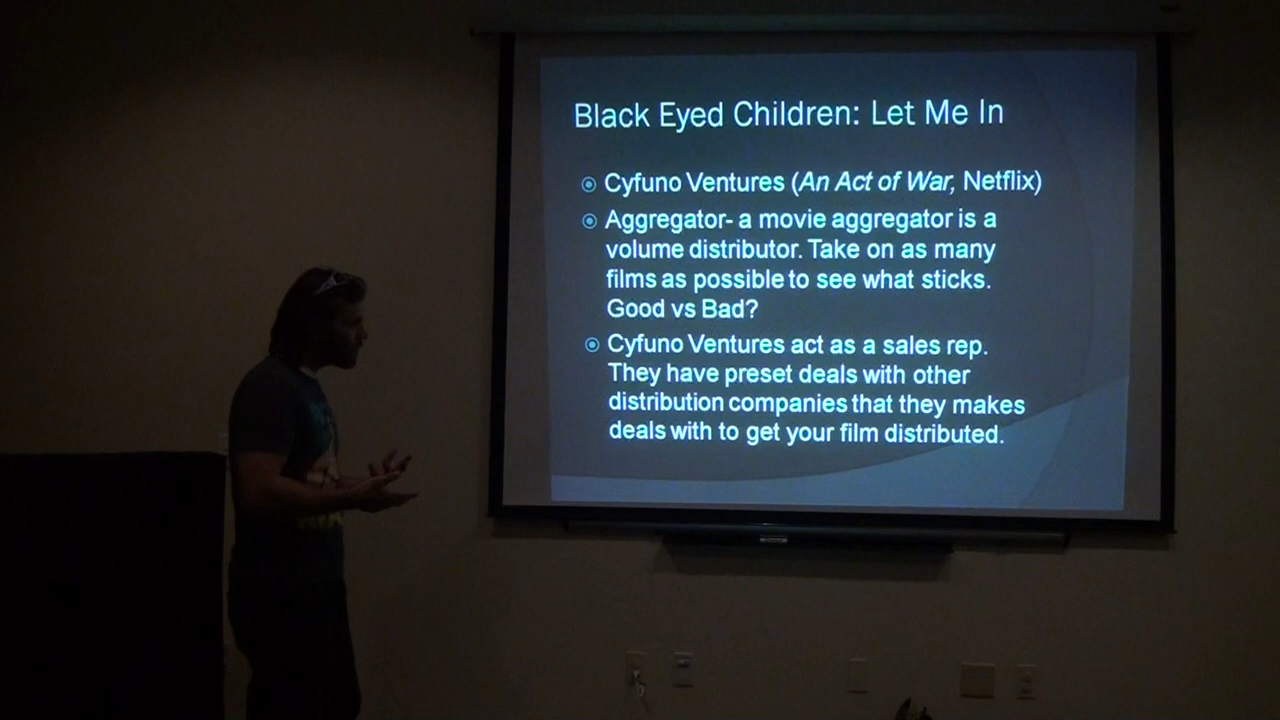 Black Eyed Children: Let Me In
Cyfuno Ventures (An Act of War, Netflix)
Aggregator- a movie aggregator is a
volume distributor. Take on as many
films as possible to see what sticks.
Good vs Bad?
Cyfuno Ventures act as a sales rep.
They have preset deals with other
distribution companies that they makes
deals with to get your film distributed.